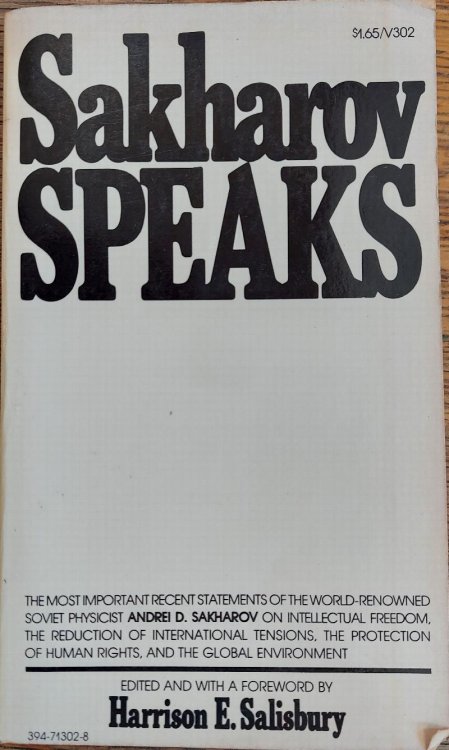 $1.65/V302
Sakharov
SPEAKS
THE MOST IMPORTANT RECENT STATEMENTS OF THE WORLD-RENOWNED
SOVIET PHYSICIST ANDREI D. SAKHAROV ON INTELLECTUAL FREEDOM,
THE REDUCTION OF INTERNATIONAL TENSIONS, THE PROTECTION
OF HUMAN RIGHTS, AND THE GLOBAL ENVIRONMENT
EDITED AND WITH A FOREWORD BY
Harrison E. Salisbury
394-71302-8